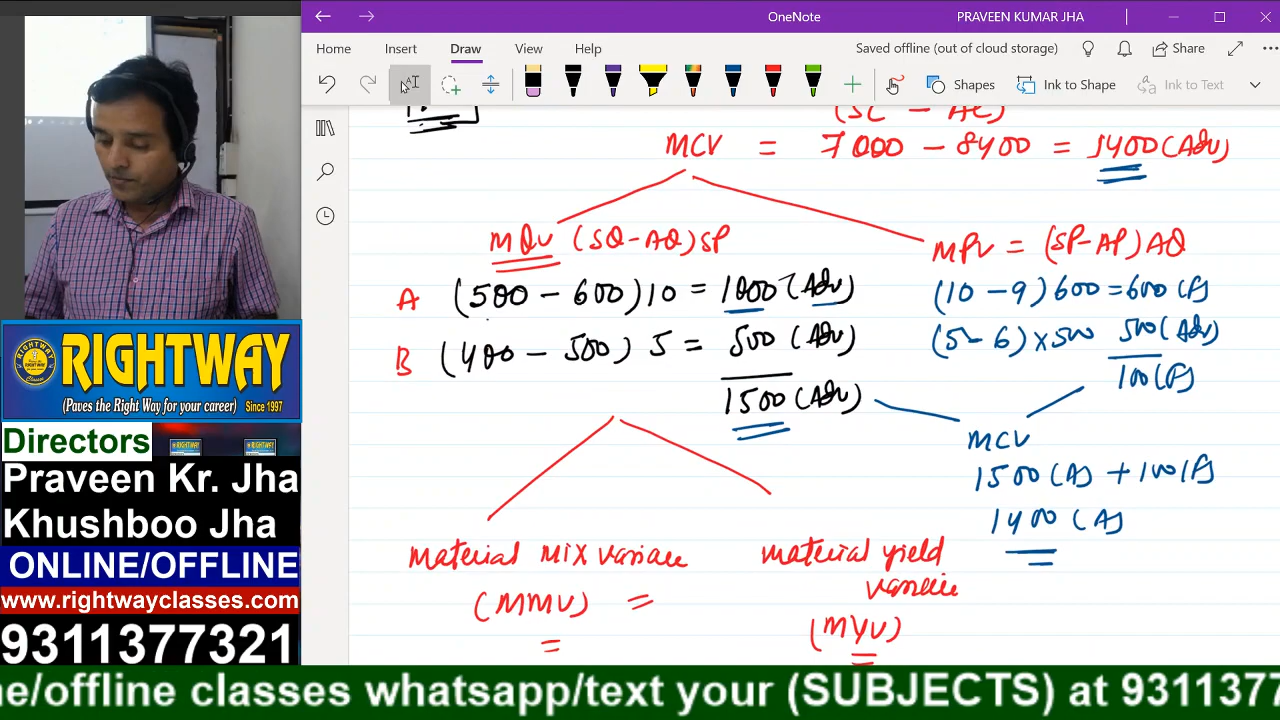 OneNote
PRAVEEN KUMAR JHA
Home Insert Draw View Help
Saved offline (out of cloud storage)
Share
Shapes
Ink to Shape
Ink to Text
(SC - AC)
MCV = 7000 - 8400 = 1400 (Adv)
MQV (SQ-AQ) SP
MPV = (SP-AP) AQ
A (500 - 600) 10 = 1000 (Adv)
(10 - 9) 600 = 600 (F)
B (400 - 500) 5 = 500 (Adv)
(5 - 6) x 500 500 (Adv)
1500 (Adv)
100 (F)
MCV
1500 (A) + 100 (F)
1400 (A)
material mix variace
(MMV) =
=
material yield
variace
(MYV)
RIGHTWAY
(Paves the Right Way for your career) Since 1997
Directors
Praveen Kr. Jha
Khushboo Jha
ONLINE/OFFLINE
www.rightwayclasses.com
9311377321
ne/offline classes whatsapp/text your (SUBJECTS) at 931137